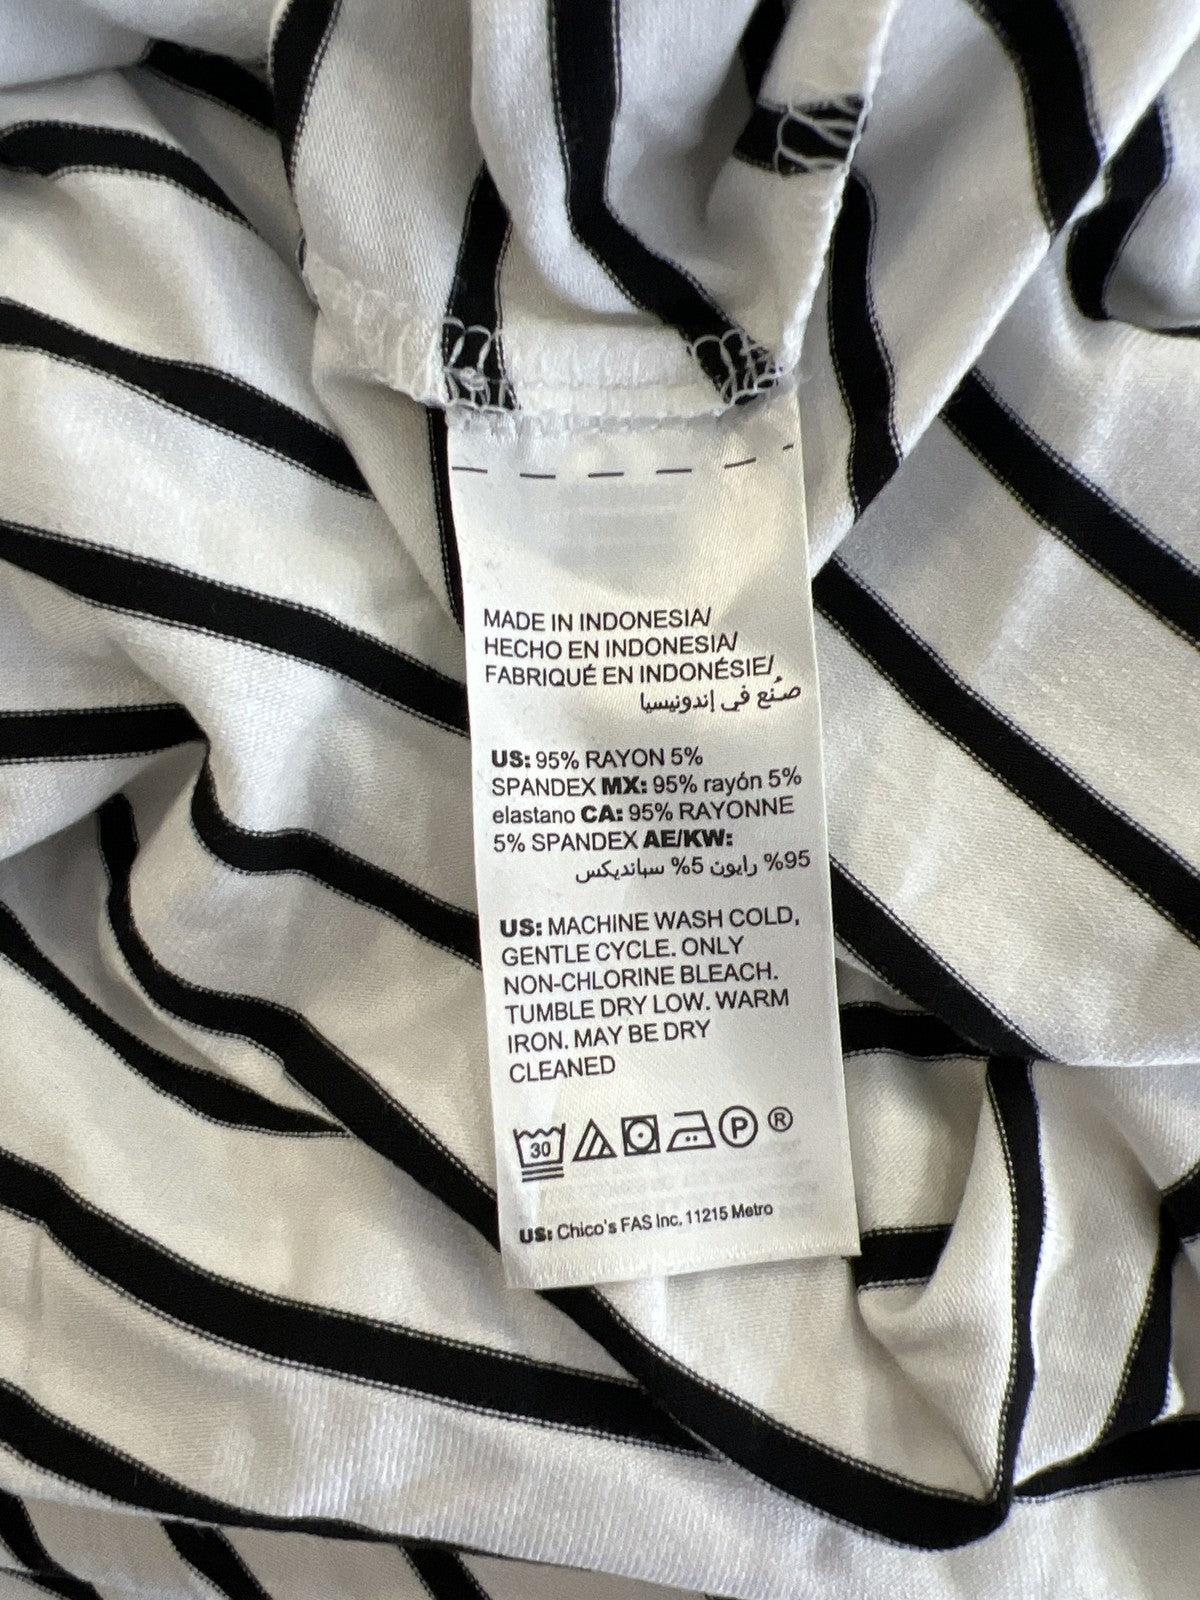 MADE IN INDONESIA/
HECHO EN INDONESIA/
FABRIQUÉ EN INDONÉSIE/
صُنع في إندونيسيا
US: 95% RAYON 5%
SPANDEX MX: 95% rayón 5%
elastano CA: 95% RAYONNE
5% SPANDEX AE/KW:
95% رايون 5% سبانديكس
US: MACHINE WASH COLD,
GENTLE CYCLE. ONLY
NON-CHLORINE BLEACH.
TUMBLE DRY LOW. WARM
IRON. MAY BE DRY
CLEANED
30 P ®
US: Chico's FAS Inc. 11215 Metro